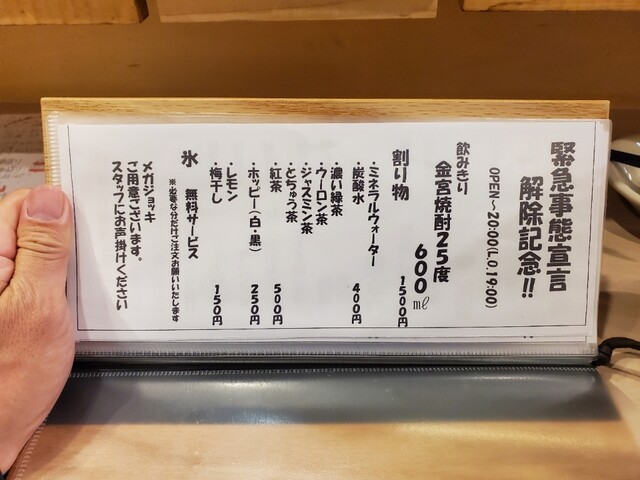 緊急事態宣言
解除記念!!
OPEN～20:00(L.O.19:00)
飲みきり
金宮焼酎25度
600㎖
1500円
割り物
・ミネラルウォーター
・炭酸水
400円
・濃い緑茶
・ウーロン茶
・ジャスミン茶
・とちゅう茶
・紅茶
500円
・ホッピー(白・黒)
250円
・レモン
・梅干し
150円
氷 無料サービス
※必要な分だけご注文お願いいたします
メガジョッキ
ご用意ございます。
スタッフにお声掛けください